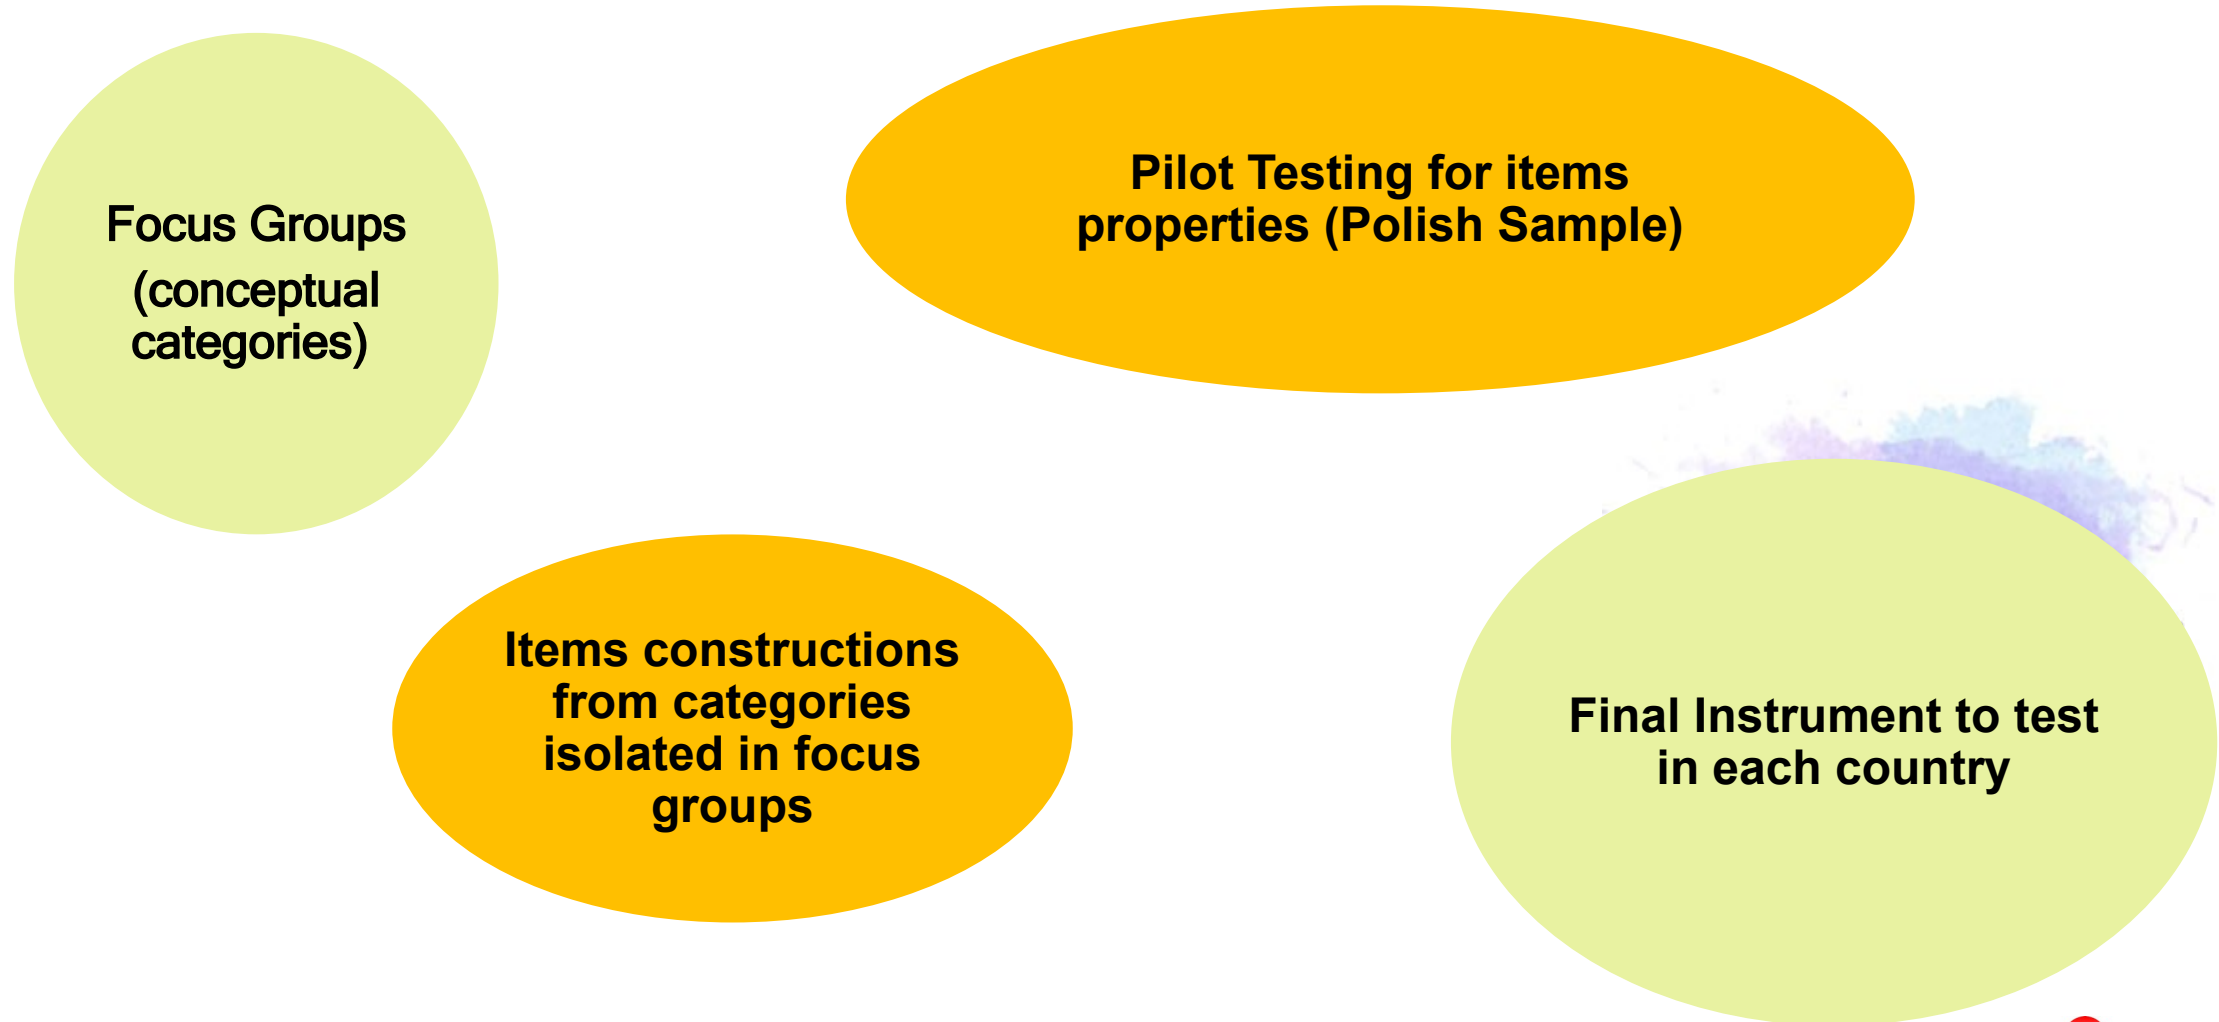 Focus Groups
(conceptual
categories)
Items constructions
from categories
isolated in focus
groups
Pilot Testing for items
properties (Polish Sample)
Final Instrument to test
in each country